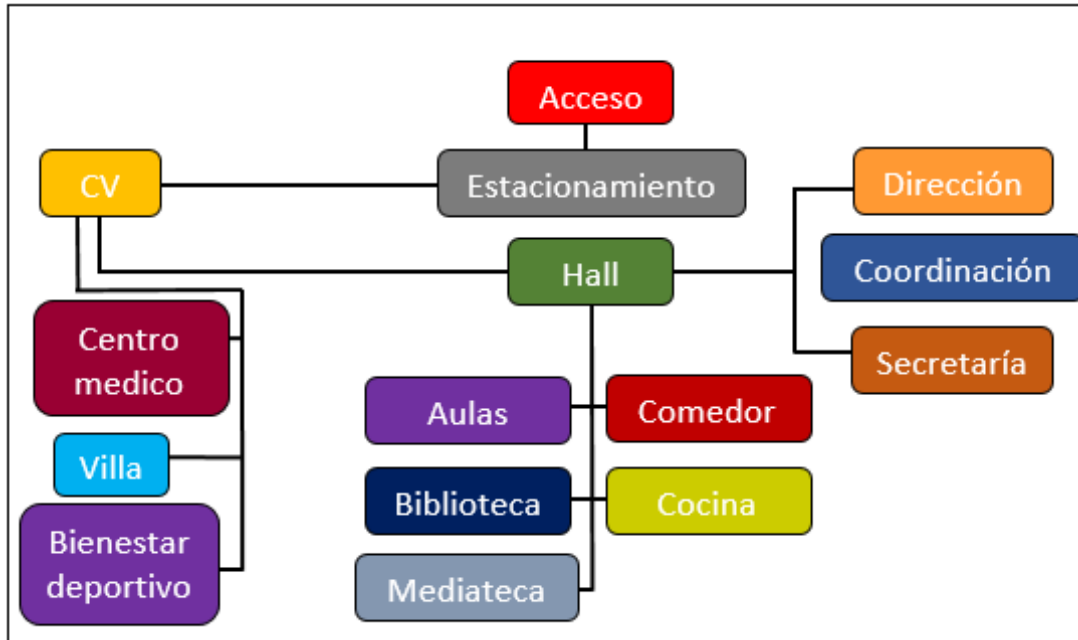 Acceso
CV
Estacionamiento
Dirección
Hall
Coordinación
Secretaría
Centro
medico
Villa
Bienestar
deportivo
Aulas
Comedor
Biblioteca
Cocina
Mediateca